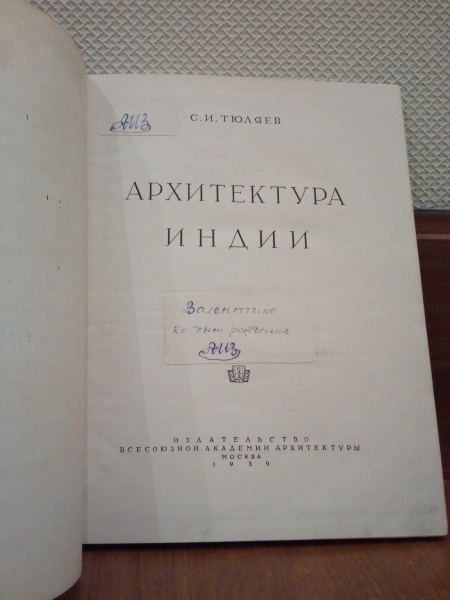 АИЗ
С. И. ТЮЛЯЕВ
АРХИТЕКТУРА
ИНДИИ
Валентине
ко дню рождения
АИЗ
ИЗДАТЕЛЬСТВО
ВСЕСОЮЗНОЙ АКАДЕМИИ АРХИТЕКТУРЫ
МОСКВА
1939